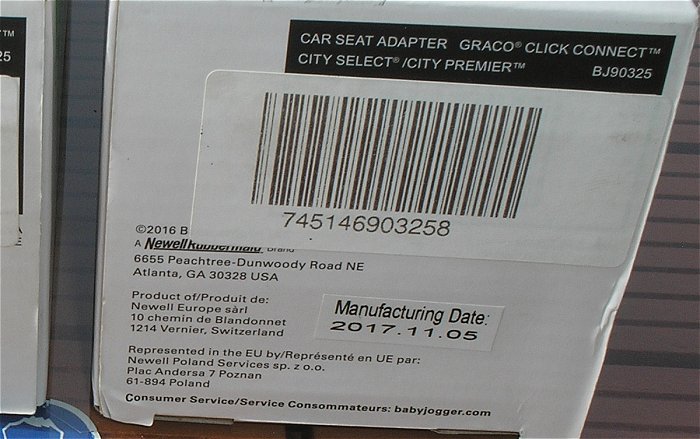 CAR SEAT ADAPTER GRACO® CLICK CONNECT™
CITY SELECT® /CITY PREMIER™ BJ90325
745146903258
©2016 B
A NewellRubbermaid Brand
6655 Peachtree-Dunwoody Road NE
Atlanta, GA 30328 USA
Product of/Produit de:
Newell Europe sàrl
10 chemin de Blandonnet
1214 Vernier, Switzerland
Manufacturing Date:
2017.11.05
Represented in the EU by/Représenté en UE par:
Newell Poland Services sp. z o.o.
Plac Andersa 7 Poznan
61-894 Poland
Consumer Service/Service Consommateurs: babyjogger.com
TM
25
E